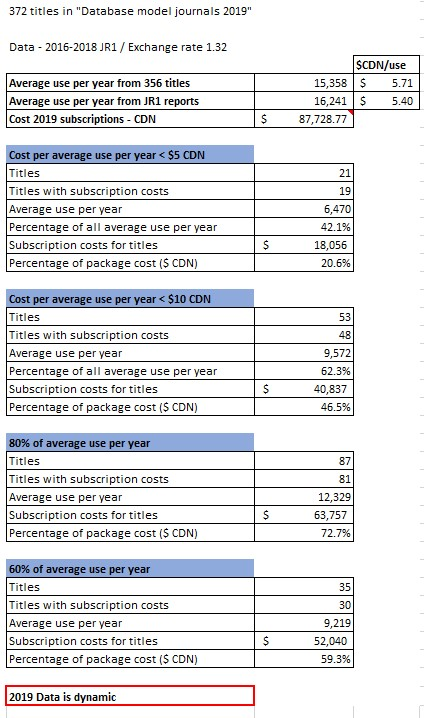 372 titles in "Database model journals 2019"
Data - 2016-2018 JR1 / Exchange rate 1.32
$CDN/use
Average use per year from 356 titles 15,358 $ 5.71
Average use per year from JR1 reports 16,241 $ 5.40
Cost 2019 subscriptions - CDN $ 87,728.77
Cost per average use per year < $5 CDN
Titles 21
Titles with subscription costs 19
Average use per year 6,470
Percentage of all average use per year 42.1%
Subscription costs for titles $ 18,056
Percentage of package cost ($ CDN) 20.6%
Cost per average use per year < $10 CDN
Titles 53
Titles with subscription costs 48
Average use per year 9,572
Percentage of all average use per year 62.3%
Subscription costs for titles $ 40,837
Percentage of package cost ($ CDN) 46.5%
80% of average use per year
Titles 87
Titles with subscription costs 81
Average use per year 12,329
Subscription costs for titles $ 63,757
Percentage of package cost ($ CDN) 72.7%
60% of average use per year
Titles 35
Titles with subscription costs 30
Average use per year 9,219
Subscription costs for titles $ 52,040
Percentage of package cost ($ CDN) 59.3%
2019 Data is dynamic